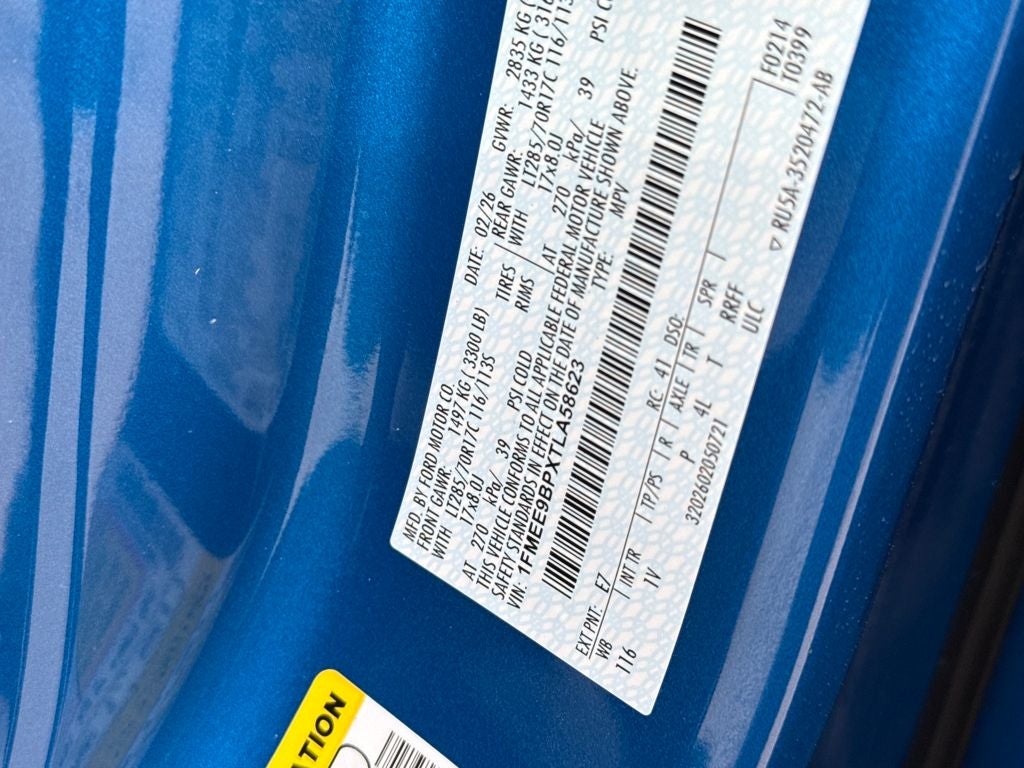 MFD. BY FORD MOTOR CO.
DATE: 02/26
GVWR: 2835 KG (
FRONT GAWR: 1497 KG ( 3300 LB)
REAR GAWR: 1433 KG ( 316
WITH LT285/70R17C 116/113S TIRES
WITH LT285/70R17C 116/113
17x8.0J RIMS
17x8.0J
AT 270 kPa/ 39 PSI COLD
AT 270 kPa/ 39 PSI C
THIS VEHICLE CONFORMS TO ALL APPLICABLE FEDERAL MOTOR VEHICLE
SAFETY STANDARDS IN EFFECT ON THE DATE OF MANUFACTURE SHOWN ABOVE.
VIN: 1FMEE9BPXTLA58623
TYPE: MPV
EXT PNT: E7 RC: 41 DSO:
WB | INT TR | TP/PS | R | AXLE | TR | SPR
116 1V P 4L T RRFF
3202602050721 ULC
F0214
T0399
▽ RU5A-3520472-AB
ATION